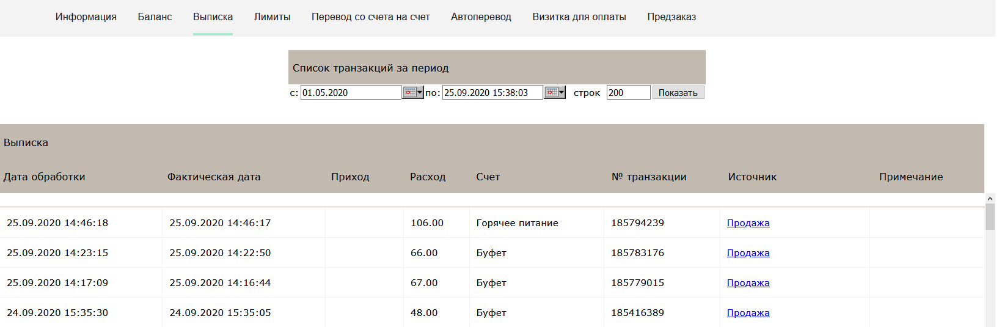 Информация Баланс Выписка Лимиты Перевод со счета на счет Автоперевод Визитка для оплаты Предзаказ
Список транзакций за период
с: 01.05.2020 по: 25.09.2020 15:38:03 строк 200 Показать
Выписка
Дата обработки Фактическая дата Приход Расход Счет № транзакции Источник Примечание
25.09.2020 14:46:18 25.09.2020 14:46:17 106.00 Горячее питание 185794239 Продажа
25.09.2020 14:23:15 25.09.2020 14:22:50 66.00 Буфет 185783176 Продажа
25.09.2020 14:17:09 25.09.2020 14:16:44 67.00 Буфет 185779015 Продажа
24.09.2020 15:35:30 24.09.2020 15:35:05 48.00 Буфет 185416389 Продажа